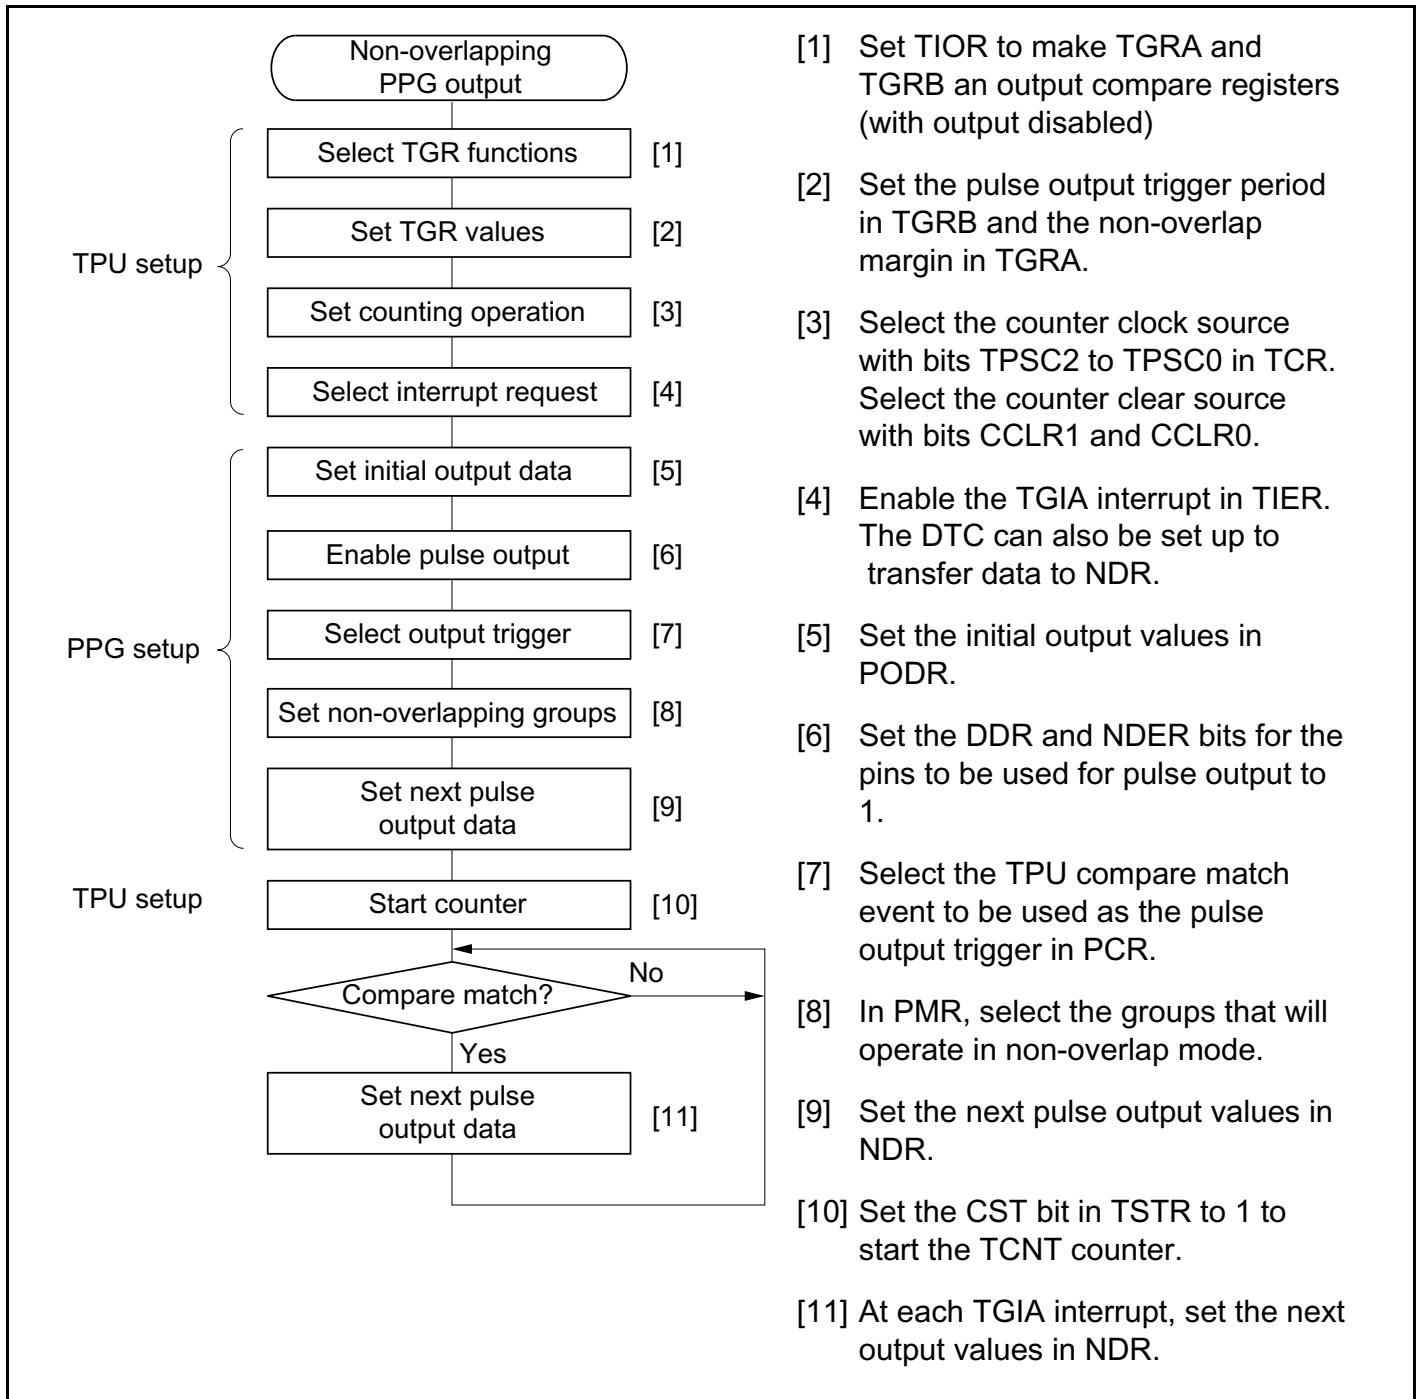 Non-overlapping
PPG output
Select TGR functions [1]
Set TGR values [2]
TPU setup
Set counting operation [3]
Select interrupt request [4]
Set initial output data [5]
Enable pulse output [6]
Select output trigger [7]
PPG setup
Set non-overlapping groups [8]
Set next pulse
output data
[9]
TPU setup
Start counter [10]
Compare match?
No
Yes
Set next pulse
output data
[11]
[1] Set TIOR to make TGRA and
TGRB an output compare registers
(with output disabled)
[2] Set the pulse output trigger period
in TGRB and the non-overlap
margin in TGRA.
[3] Select the counter clock source
with bits TPSC2 to TPSC0 in TCR.
Select the counter clear source
with bits CCLR1 and CCLR0.
[4] Enable the TGIA interrupt in TIER.
The DTC can also be set up to
transfer data to NDR.
[5] Set the initial output values in
PODR.
[6] Set the DDR and NDER bits for the
pins to be used for pulse output to
1.
[7] Select the TPU compare match
event to be used as the pulse
output trigger in PCR.
[8] In PMR, select the groups that will
operate in non-overlap mode.
[9] Set the next pulse output values in
NDR.
[10] Set the CST bit in TSTR to 1 to
start the TCNT counter.
[11] At each TGIA interrupt, set the next
output values in NDR.